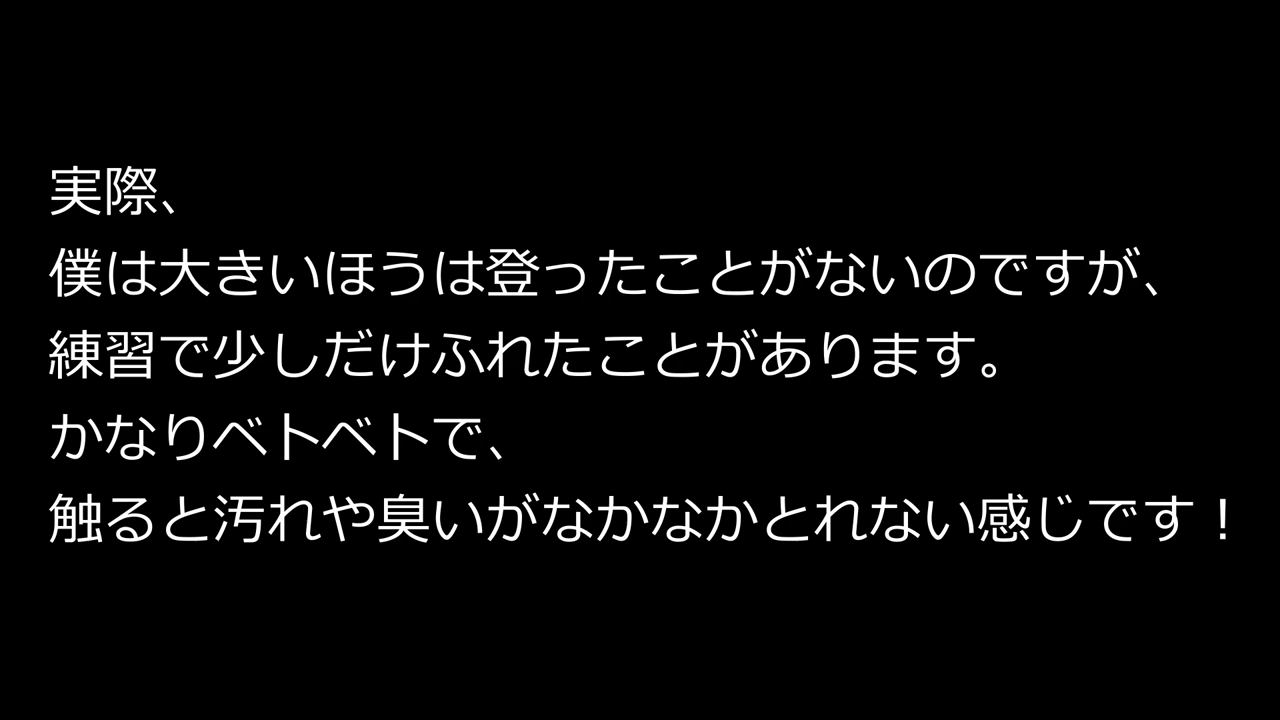 実際、
僕は大きいほうは登ったことがないのですが、
練習で少しだけふれたことがあります。
かなりベトベトで、
触ると汚れや臭いがなかなかとれない感じです！